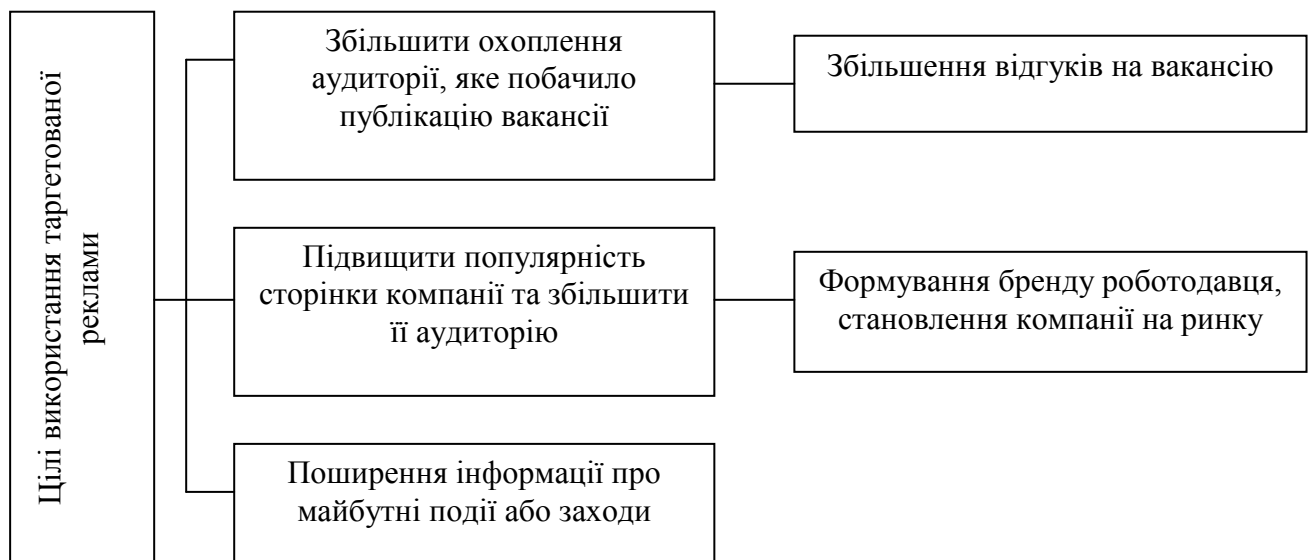 Цілі використання таргетованої
реклами
Збільшити охоплення
аудиторії, яке побачило
публікацію вакансії
Збільшення відгуків на вакансію
Підвищити популярність
сторінки компанії та збільшити
її аудиторію
Формування бренду роботодавця,
становлення компанії на ринку
Поширення інформації про
майбутні події або заходи